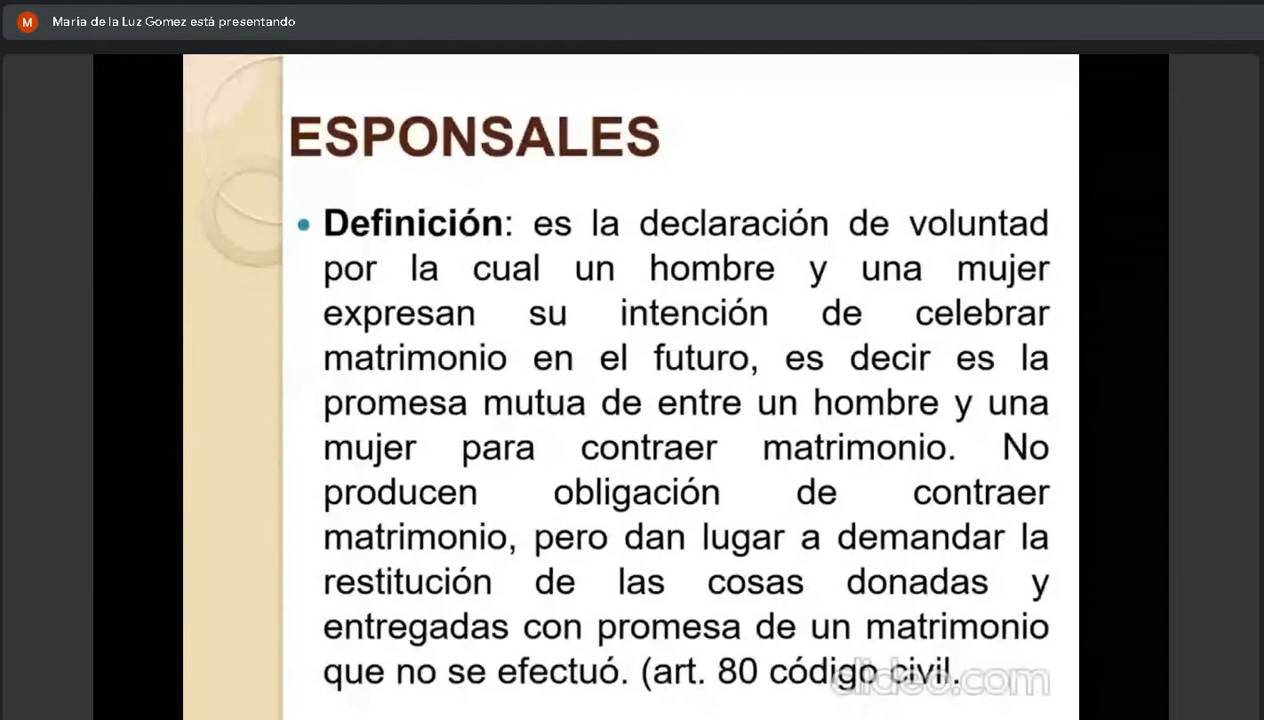 M
María de la Luz Gomez está presentando
ESPONSALES
• Definición: es la declaración de voluntad
por la cual un hombre y una mujer
expresan su intención de celebrar
matrimonio en el futuro, es decir es la
promesa mutua de entre un hombre y una
mujer para contraer matrimonio. No
producen obligación de contraer
matrimonio, pero dan lugar a demandar la
restitución de las cosas donadas y
entregadas con promesa de un matrimonio
que no se efectuó. (art. 80 código civil.
clideo.com